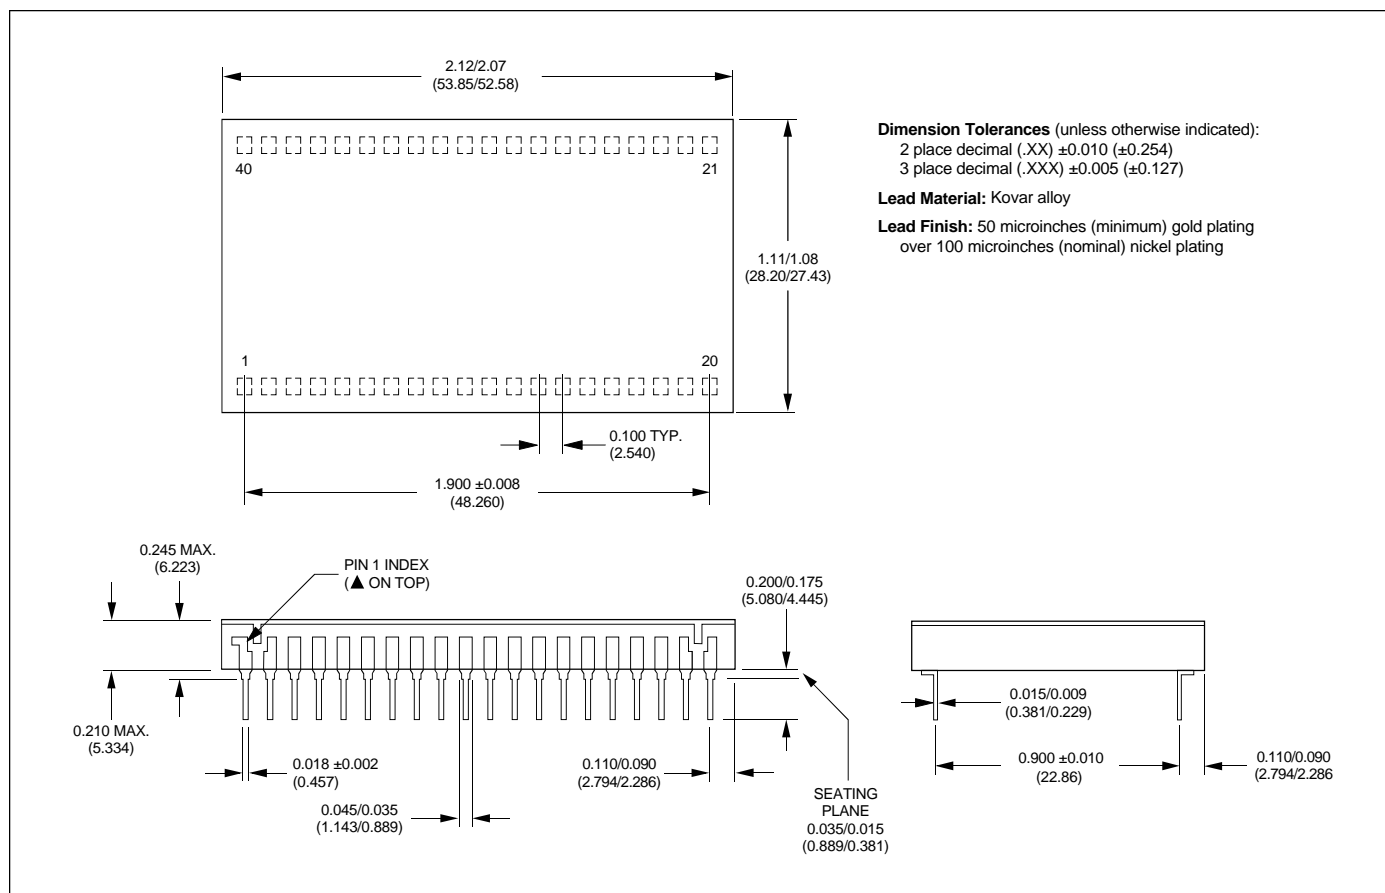 2.12/2.07
(53.85/52.58)
40
21
1.11/1.08
(28.20/27.43)
1
20
0.100 TYP.
(2.540)
1.900 ±0.008
(48.260)
Dimension Tolerances (unless otherwise indicated):
2 place decimal (.XX) ±0.010 (±0.254)
3 place decimal (.XXX) ±0.005 (±0.127)
Lead Material: Kovar alloy
Lead Finish: 50 microinches (minimum) gold plating
over 100 microinches (nominal) nickel plating
0.245 MAX.
(6.223)
PIN 1 INDEX
(▲ ON TOP)
0.200/0.175
(5.080/4.445)
0.210 MAX.
(5.334)
0.018 ±0.002
(0.457)
0.045/0.035
(1.143/0.889)
0.110/0.090
(2.794/2.286)
SEATING
PLANE
0.035/0.015
(0.889/0.381)
0.015/0.009
(0.381/0.229)
0.900 ±0.010
(22.86)
0.110/0.090
(2.794/2.286